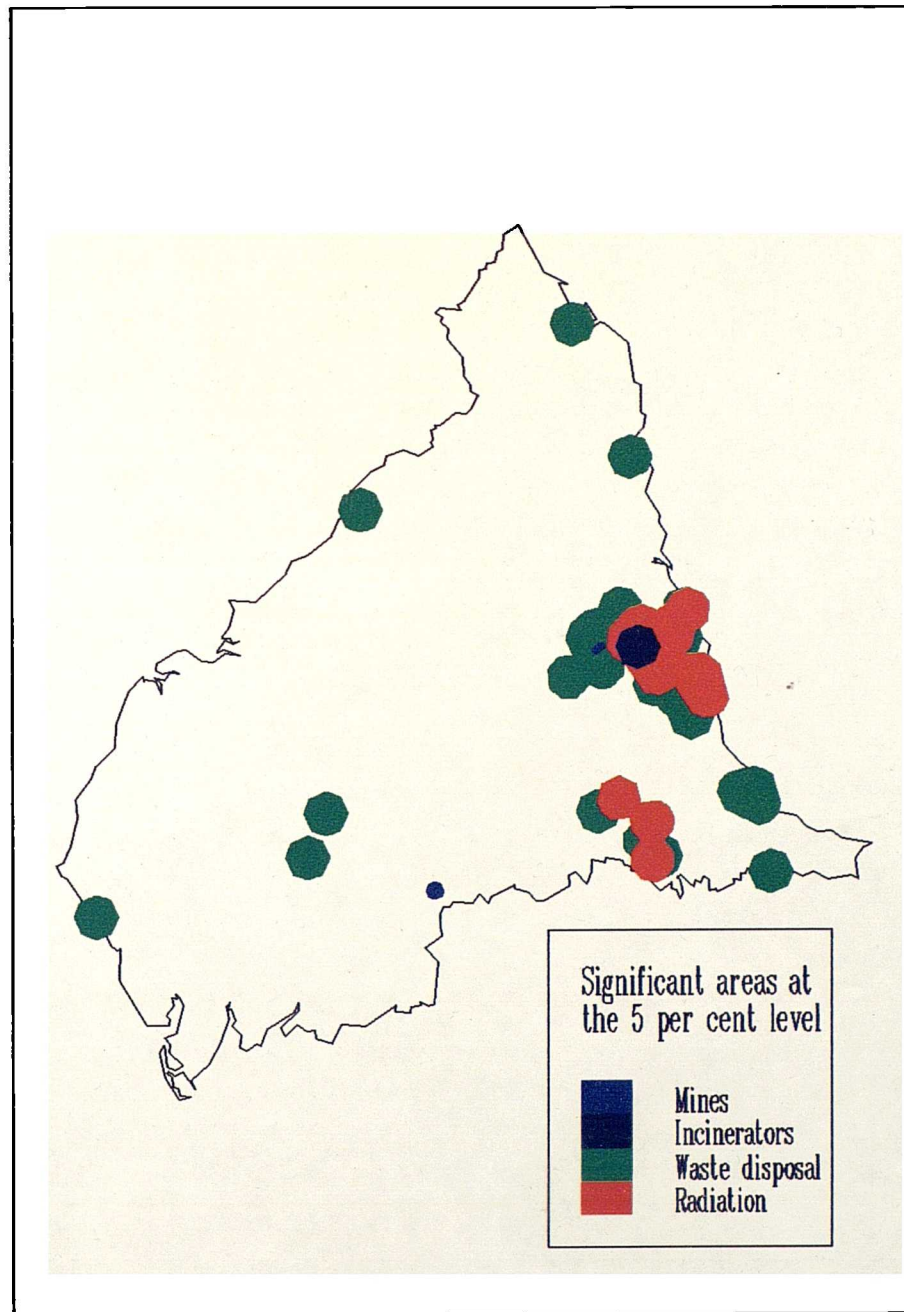 Significant areas at
the 5 per cent level
Mines
Incinerators
Waste disposal
Radiation